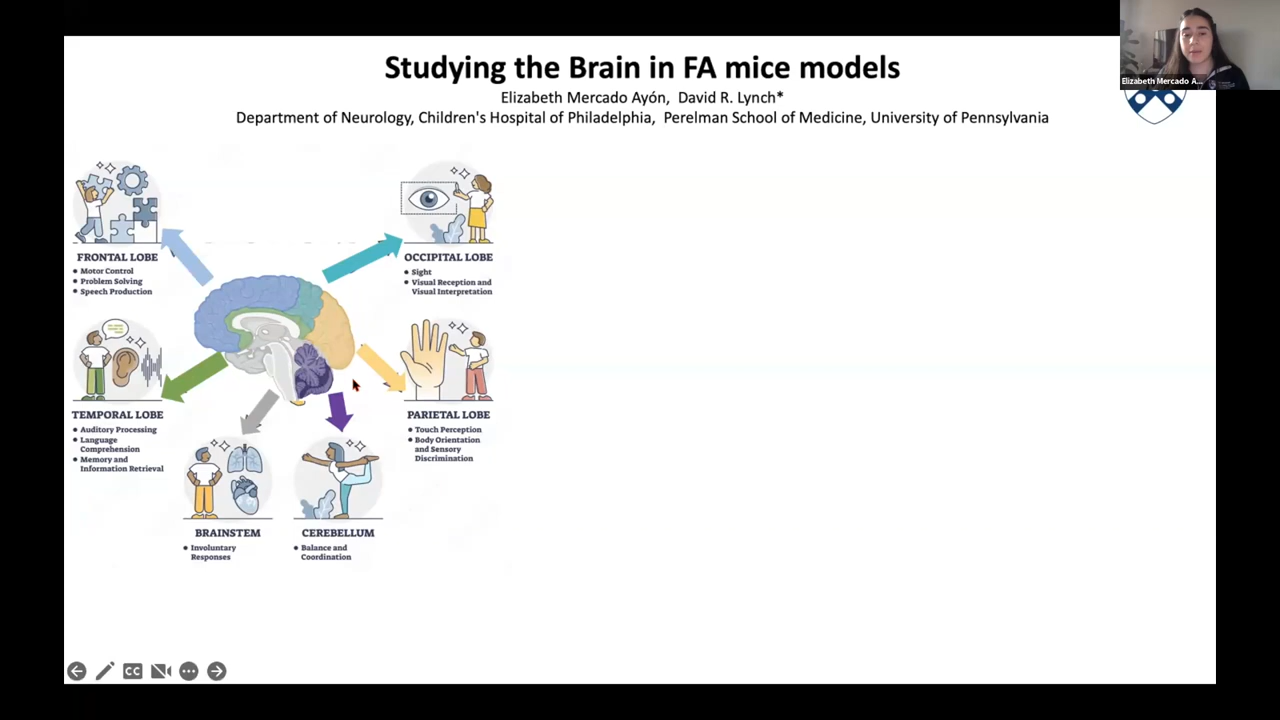 Studying the Brain in FA mice models
Elizabeth Mercado Ayón, David R. Lynch*
Department of Neurology, Children's Hospital of Philadelphia, Perelman School of Medicine, University of Pennsylvania
Elizabeth Mercado A...
FRONTAL LOBE
• Motor Control
• Problem Solving
• Speech Production
OCCIPITAL LOBE
• Sight
• Visual Reception and
Visual Interpretation
TEMPORAL LOBE
• Auditory Processing
• Language
Comprehension
• Memory and
Information Retrieval
PARIETAL LOBE
• Touch Perception
• Body Orientation
and Sensory
Discrimination
BRAINSTEM
• Involuntary
Responses
CEREBELLUM
• Balance and
Coordination
CC